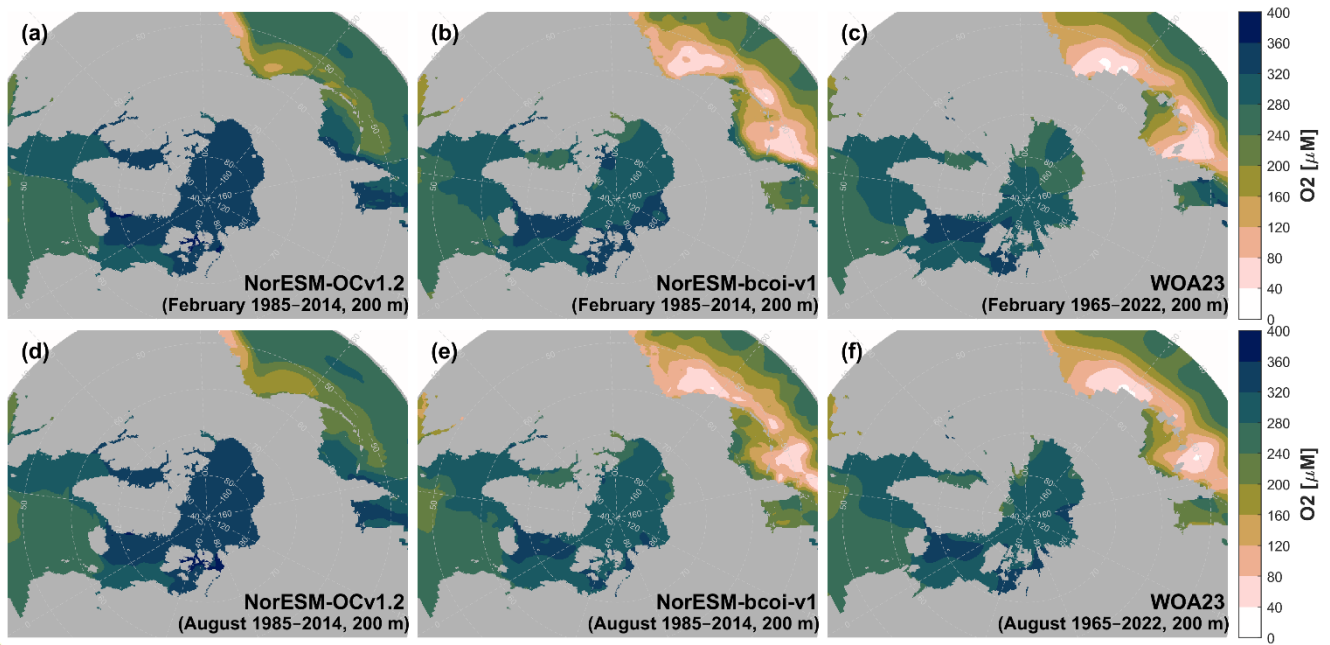 (a)
NorESM-OCv1.2
(February 1985–2014, 200 m)
(b)
NorESM-bcoi-v1
(February 1985–2014, 200 m)
(c)
WOA23
(February 1965–2022, 200 m)
400
360
320
280
240
200
160
120
80
40
0
O2 [μM]
(d)
NorESM-OCv1.2
(August 1985–2014, 200 m)
(e)
NorESM-bcoi-v1
(August 1985–2014, 200 m)
(f)
WOA23
(August 1965–2022, 200 m)
400
360
320
280
240
200
160
120
80
40
0
O2 [μM]